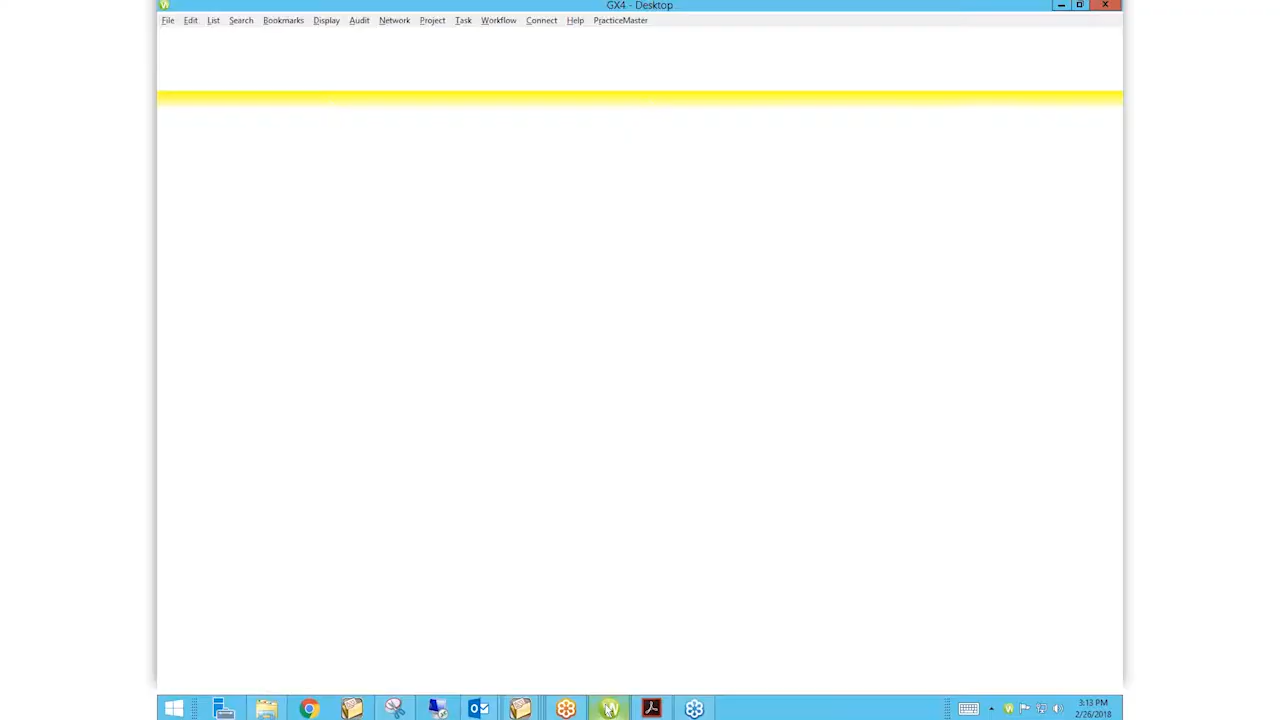 GX4 - Desktop
File Edit List Search Bookmarks Display Audit Network Project Task Workflow Connect Help PracticeMaster
3:13 PM
2/26/2018